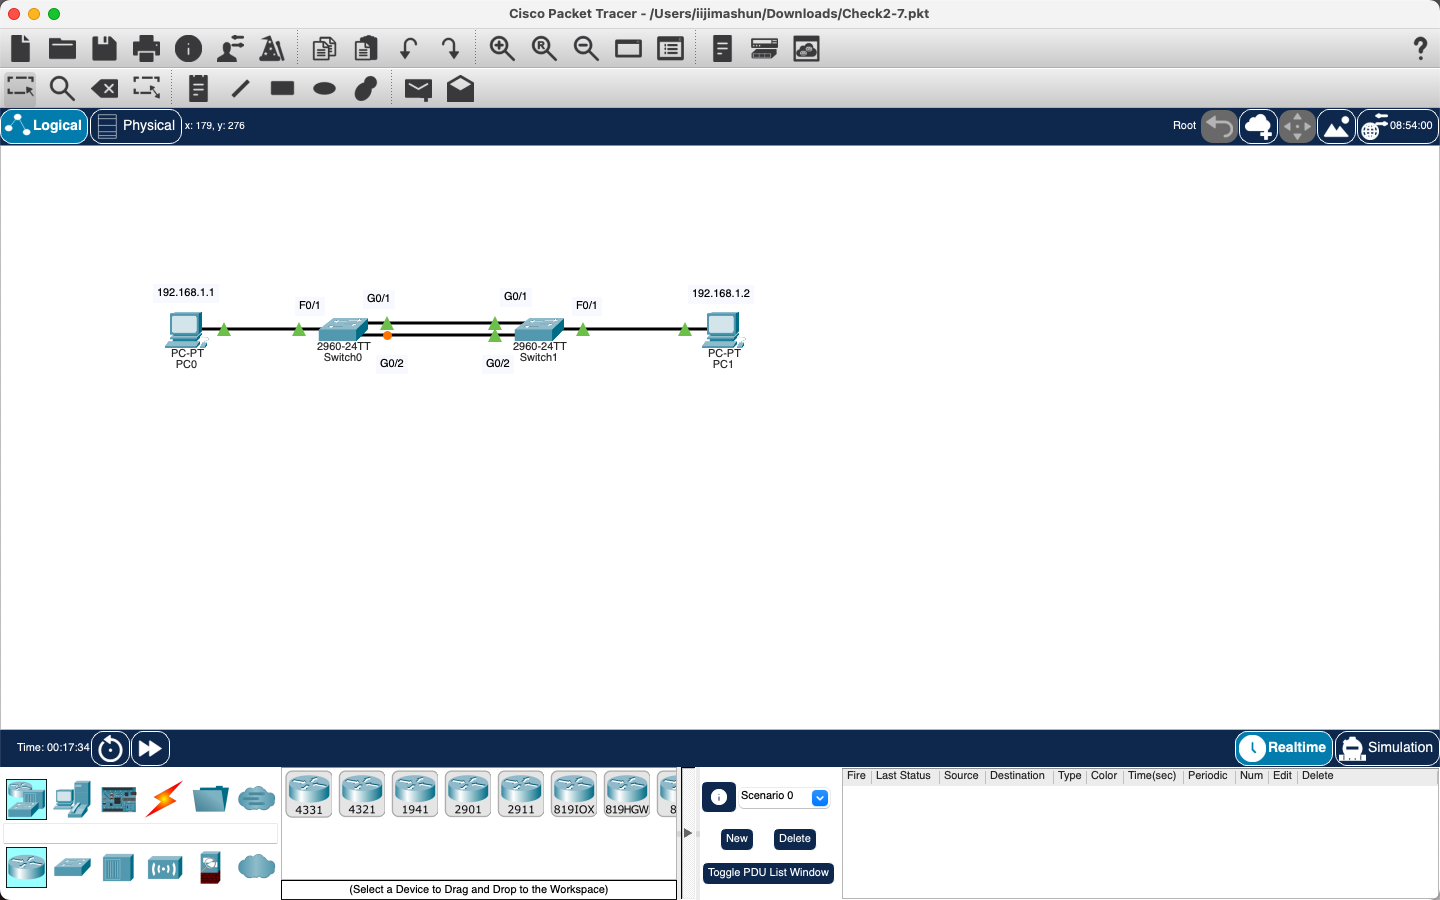 Cisco Packet Tracer - /Users/iijimashun/Downloads/Check2-7.pkt
Logical
Physical
x: 179, y: 276
Root
08:54:00
192.168.1.1
F0/1
G0/1
G0/1
F0/1
192.168.1.2
PC-PT
PC0
2960-24TT
Switch0
G0/2
G0/2
2960-24TT
Switch1
PC-PT
PC1
Time: 00:17:34
Realtime
Simulation
4331
4321
1941
2901
2911
819IOX
819HGW
8
(Select a Device to Drag and Drop to the Workspace)
Scenario 0
New
Delete
Toggle PDU List Window
Fire Last Status Source Destination Type Color Time(sec) Periodic Num Edit Delete